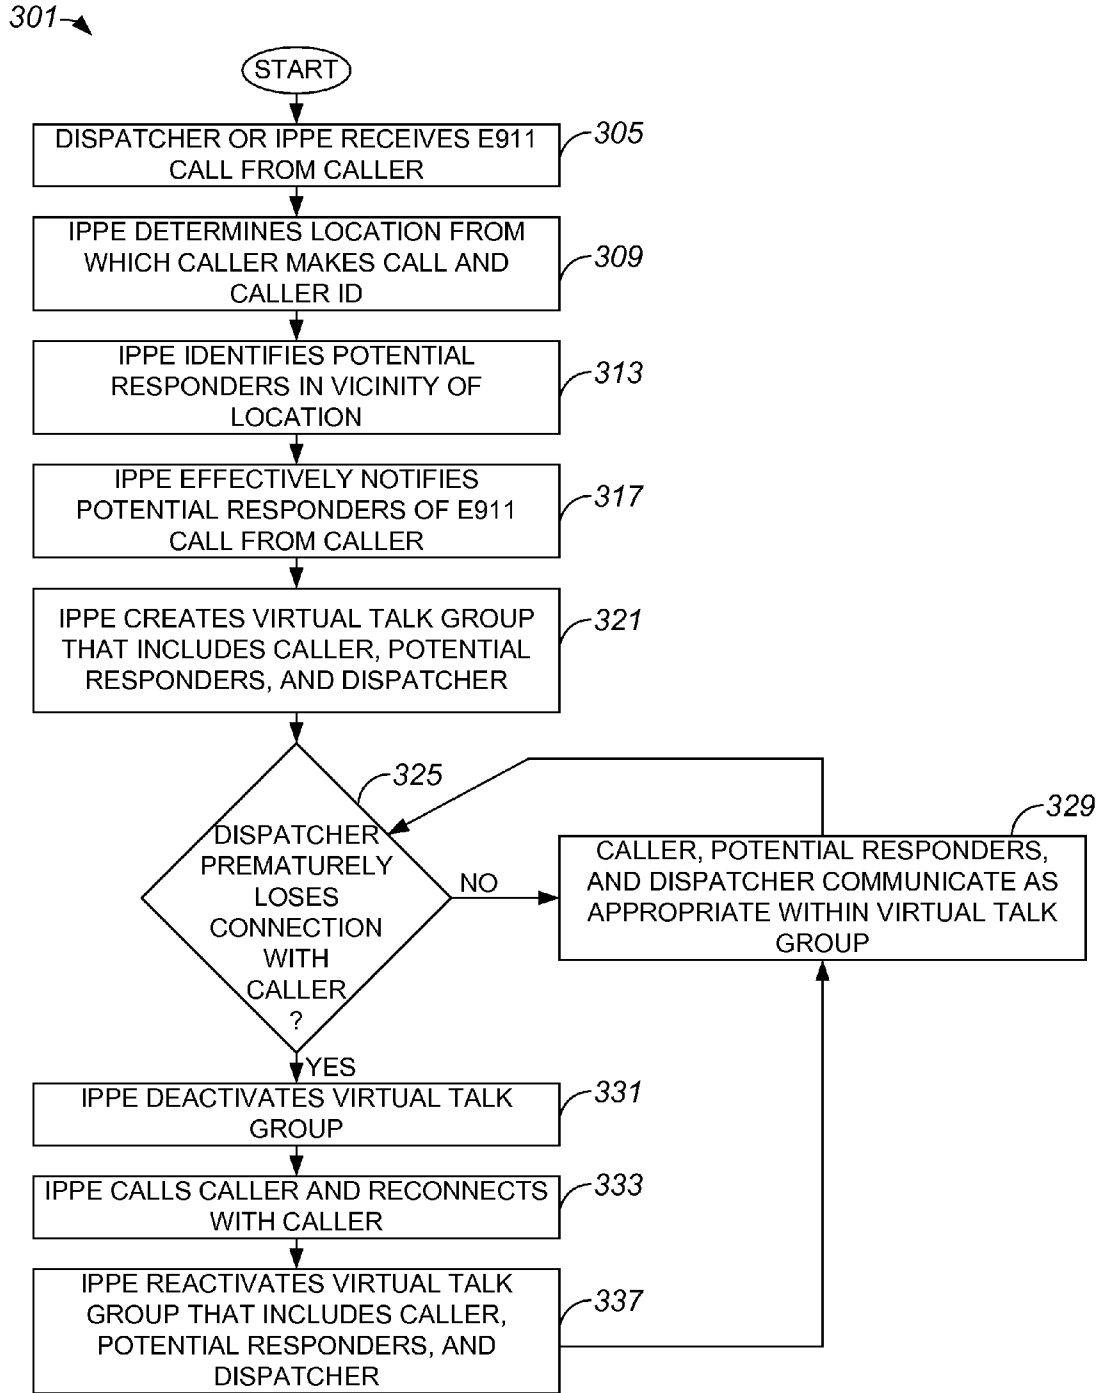 301
START
DISPATCHER OR IPPE RECEIVES E911
CALL FROM CALLER
305
IPPE DETERMINES LOCATION FROM
WHICH CALLER MAKES CALL AND
CALLER ID
309
IPPE IDENTIFIES POTENTIAL
RESPONDERS IN VICINITY OF
LOCATION
313
IPPE EFFECTIVELY NOTIFIES
POTENTIAL RESPONDERS OF E911
CALL FROM CALLER
317
IPPE CREATES VIRTUAL TALK GROUP
THAT INCLUDES CALLER, POTENTIAL
RESPONDERS, AND DISPATCHER
321
325
DISPATCHER
PREMATURELY
LOSES
CONNECTION
WITH
CALLER
?
NO
329
CALLER, POTENTIAL RESPONDERS,
AND DISPATCHER COMMUNICATE AS
APPROPRIATE WITHIN VIRTUAL TALK
GROUP
YES
IPPE DEACTIVATES VIRTUAL TALK
GROUP
331
IPPE CALLS CALLER AND RECONNECTS
WITH CALLER
333
IPPE REACTIVATES VIRTUAL TALK
GROUP THAT INCLUDES CALLER,
POTENTIAL RESPONDERS, AND
DISPATCHER
337